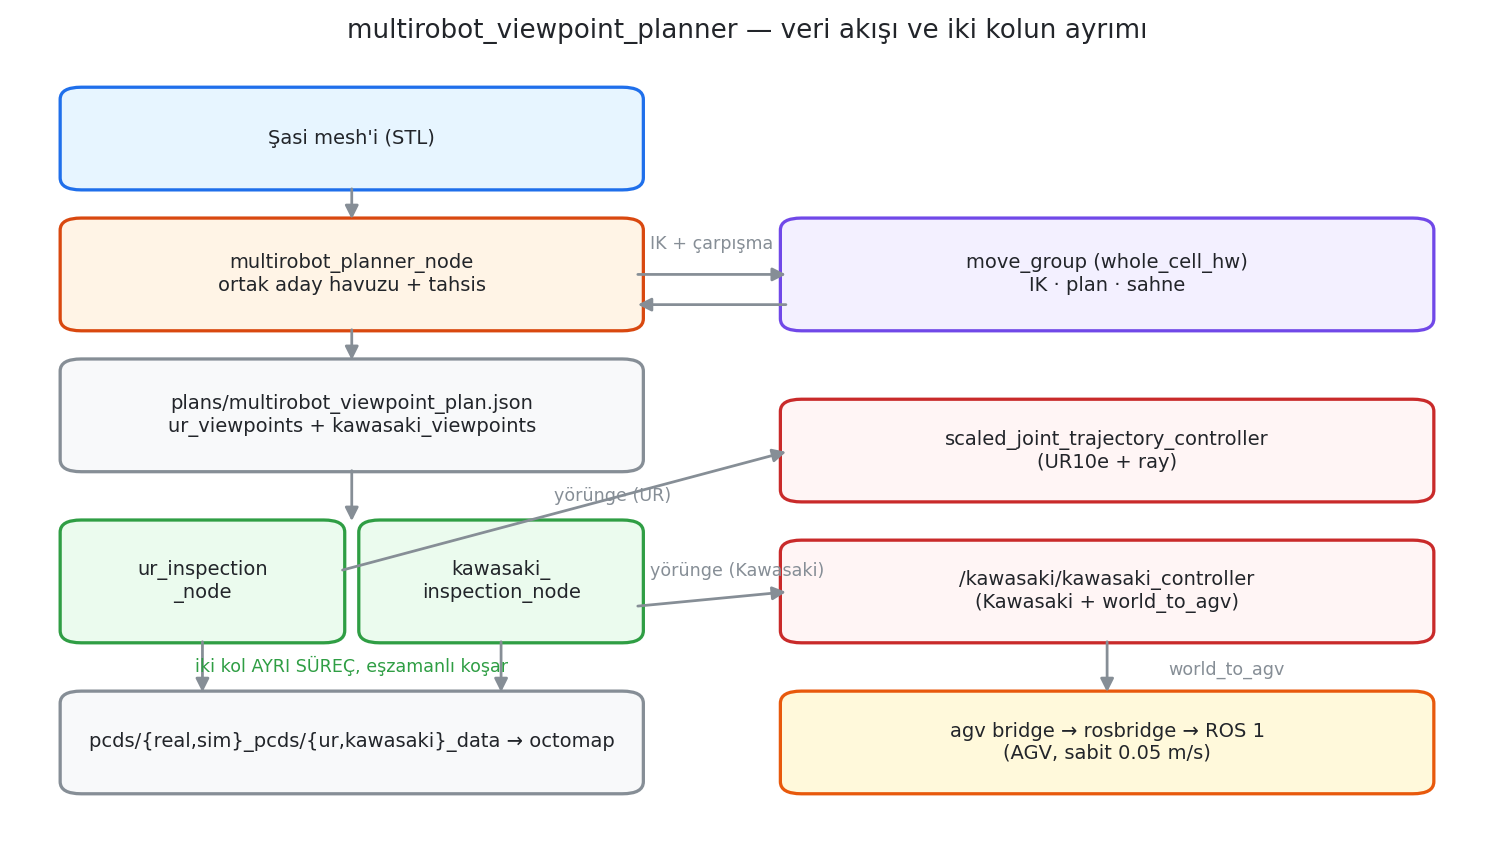 multirobot_viewpoint_planner — veri akışı ve iki kolun ayrımı
Şasi mesh'i (STL)
multirobot_planner_node
ortak aday havuzu + tahsis
IK + çarpışma
move_group (whole_cell_hw)
IK · plan · sahne
plans/multirobot_viewpoint_plan.json
ur_viewpoints + kawasaki_viewpoints
scaled_joint_trajectory_controller
(UR10e + ray)
yörünge (UR)
ur_inspection
_node
kawasaki_
inspection_node
yörünge (Kawasaki)
/kawasaki/kawasaki_controller
(Kawasaki + world_to_agv)
iki kol AYRI SÜREÇ, eşzamanlı koşar
world_to_agv
pcds/{real,sim}_pcds/{ur,kawasaki}_data → octomap
agv bridge → rosbridge → ROS 1
(AGV, sabit 0.05 m/s)